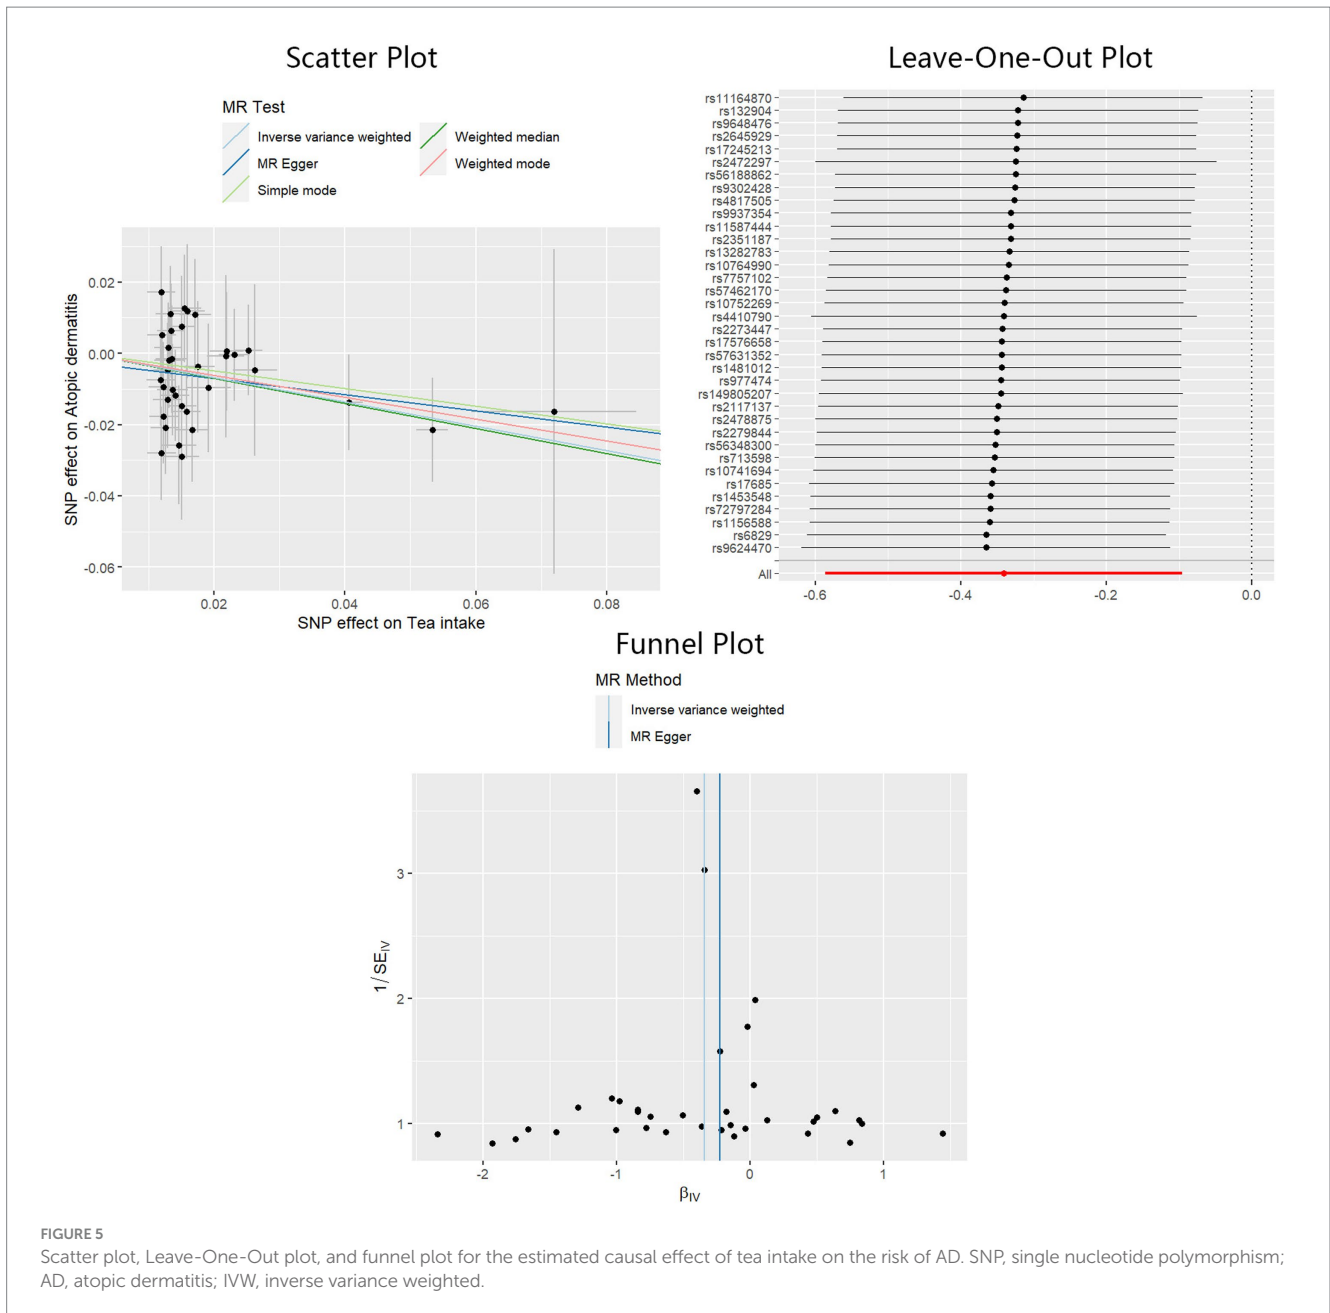 Scatter Plot
MR Test
Inverse variance weighted
Weighted median
MR Egger
Weighted mode
Simple mode
SNP effect on Atopic dermatitis
0.02
0.00
-0.02
-0.04
-0.06
0.02
0.04
0.06
0.08
SNP effect on Tea intake
Leave-One-Out Plot
rs11164870
rs132904
rs9648476
rs2645929
rs17245213
rs2472297
rs56188862
rs9302428
rs4817505
rs9937354
rs11587444
rs2351187
rs13282783
rs10764990
rs7757102
rs57462170
rs10752269
rs4410790
rs2273447
rs17576658
rs57631352
rs1481012
rs977474
rs149805207
rs2117137
rs2478875
rs2279844
rs56348300
rs713598
rs10741694
rs17685
rs1453548
rs72797284
rs1156588
rs6829
rs9624470
All
-0.6
-0.4
-0.2
0.0
Funnel Plot
MR Method
Inverse variance weighted
MR Egger
1/SE_IV
3
2
1
-2
-1
0
1
β_IV
FIGURE 5
Scatter plot, Leave-One-Out plot, and funnel plot for the estimated causal effect of tea intake on the risk of AD. SNP, single nucleotide polymorphism;
AD, atopic dermatitis; IVW, inverse variance weighted.